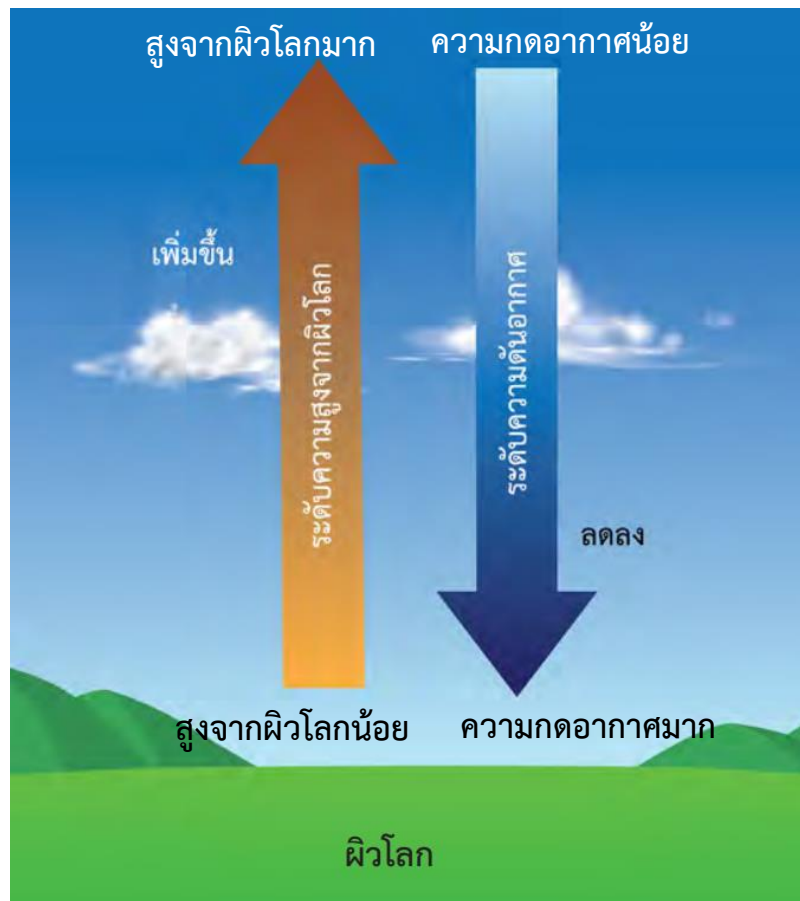 สูงจากผิวโลกมาก
ความกดอากาศน้อย
เพิ่มขึ้น
ระดับความสูงจากผิวโลก
ระดับความดันอากาศ
ลดลง
สูงจากผิวโลกน้อย
ความกดอากาศมาก
ผิวโลก